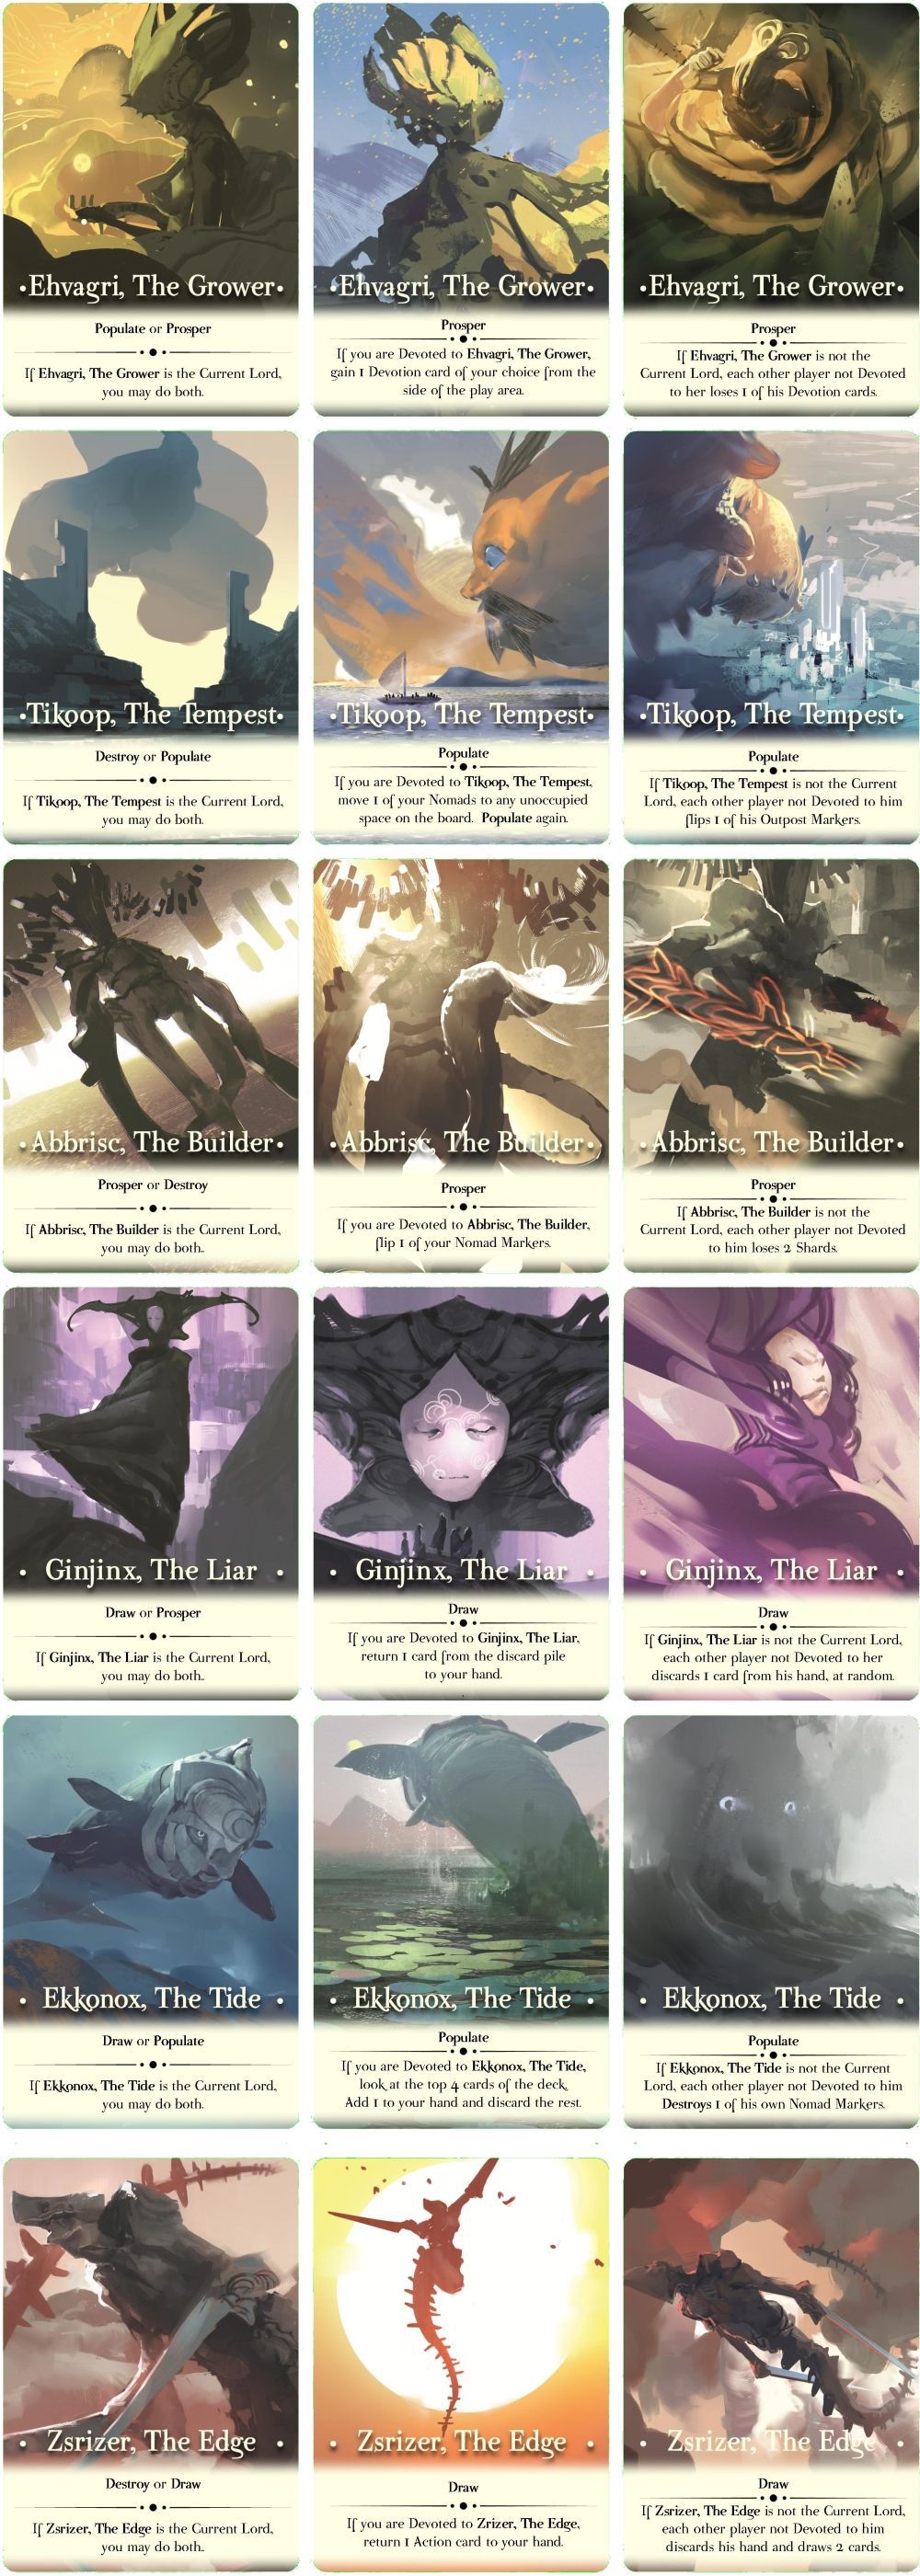 •Ehvagri, The Grower•
Populate or Prosper
If Ehvagri, The Grower is the Current Lord,
you may do both.
•Ehvagri, The Grower•
Prosper
If you are Devoted to Ehvagri, The Grower,
gain 1 Devotion card of your choice from the
side of the play area.
•Ehvagri, The Grower•
Prosper
If Ehvagri, The Grower is not the
Current Lord, each other player not Devoted
to her loses 1 of his Devotion cards.
•Tikoop, The Tempest•
Destroy or Populate
If Tikoop, The Tempest is the Current Lord,
you may do both.
•Tikoop, The Tempest•
Populate
If you are Devoted to Tikoop, The Tempest,
move 1 of your Nomads to any unoccupied
space on the board. Populate again.
•Tikoop, The Tempest•
Populate
If Tikoop, The Tempest is not the Current
Lord, each other player not Devoted to him
flips 1 of his Outpost Markers.
•Abbrisc, The Builder•
Prosper or Destroy
If Abbrisc, The Builder is the Current Lord,
you may do both.
•Abbrisc, The Builder•
Prosper
If you are Devoted to Abbrisc, The Builder,
flip 1 of your Nomad Markers.
•Abbrisc, The Builder•
Prosper
If Abbrisc, The Builder is not the
Current Lord, each other player not Devoted
to him loses 2 Shards.
• Ginjinx, The Liar •
Draw or Prosper
If Ginjinx, The Liar is the Current Lord,
you may do both.
• Ginjinx, The Liar •
Draw
If you are Devoted to Ginjinx, The Liar,
return 1 card from the discard pile
to your hand.
• Ginjinx, The Liar •
Draw
If Ginjinx, The Liar is not the Current Lord,
each other player not Devoted to her
discards 1 card from his hand, at random.
• Ekkonox, The Tide •
Draw or Populate
If Ekkonox, The Tide is the Current Lord,
you may do both.
• Ekkonox, The Tide •
Populate
If you are Devoted to Ekkonox, The Tide,
look at the top 4 cards of the deck.
Add 1 to your hand and discard the rest.
• Ekkonox, The Tide •
Populate
If Ekkonox, The Tide is not the Current
Lord, each other player not Devoted to him
Destroys 1 of his own Nomad Markers.
• Zsrizer, The Edge •
Destroy or Draw
If Zsrizer, The Edge is the Current Lord,
you may do both.
• Zsrizer, The Edge •
Draw
If you are Devoted to Zrizer, The Edge,
return 1 Action card to your hand.
• Zsrizer, The Edge •
Draw
If Zsrizer, The Edge is not the Current Lord,
each other player not Devoted to him
discards his hand and draws 2 cards.